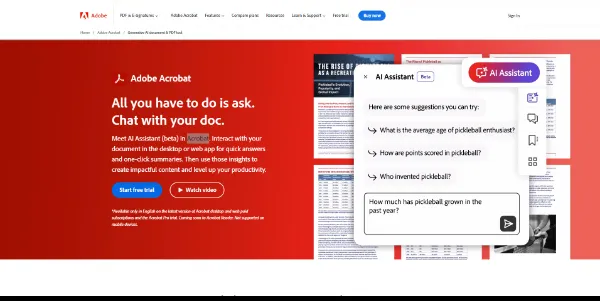 Adobe
PDF & E-signatures
Adobe Acrobat
Features
Compare plans
Resources
Learn & Support
Free trial
Buy now
Sign in
Home / Adobe Acrobat / Generative AI document & PDF tool
Adobe Acrobat
All you have to do is ask.
Chat with your doc.
Meet AI Assistant (beta) in Acrobat. Interact with your
document in the desktop or web app for quick answers
and one-click summaries. Then use those insights to
create impactful content and level up your productivity.
Start free trial
Watch video
*Available only in English on the latest version of Acrobat desktop and web paid
subscriptions and the Acrobat Pro trial. Coming soon to Acrobat Reader. Not supported on
mobile devices.
THE RISE OF
AS A RECREATI
AI Assistant
Beta
AI Assistant
Here are some suggestions you can try:
What is the average age of pickleball enthusiast?
How are points scored in pickleball?
Who invented pickleball?
How much has pickleball grown in the
past year?